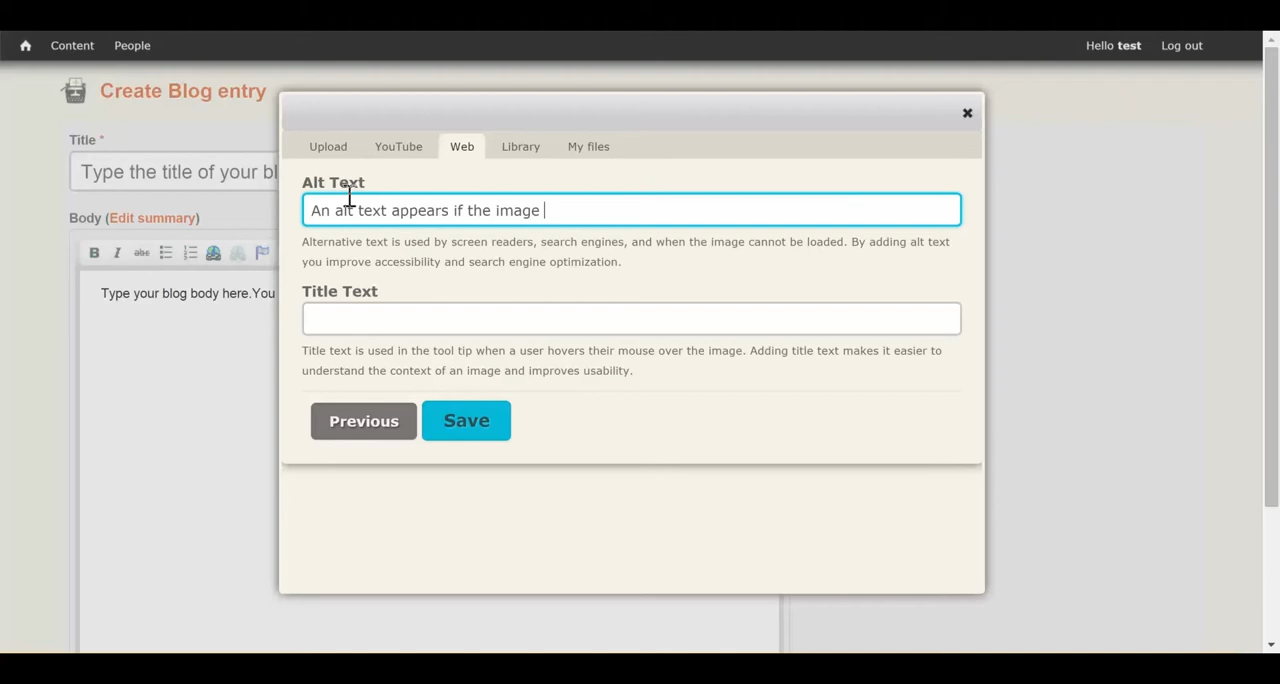 Content People Hello test Log out
Create Blog entry
Title *
Type the title of your bl
Body (Edit summary)
B I abc
Type your blog body here.You
Upload YouTube Web Library My files
Alt Text
An alt text appears if the image
Alternative text is used by screen readers, search engines, and when the image cannot be loaded. By adding alt text
you improve accessibility and search engine optimization.
Title Text
Title text is used in the tool tip when a user hovers their mouse over the image. Adding title text makes it easier to
understand the context of an image and improves usability.
Previous Save